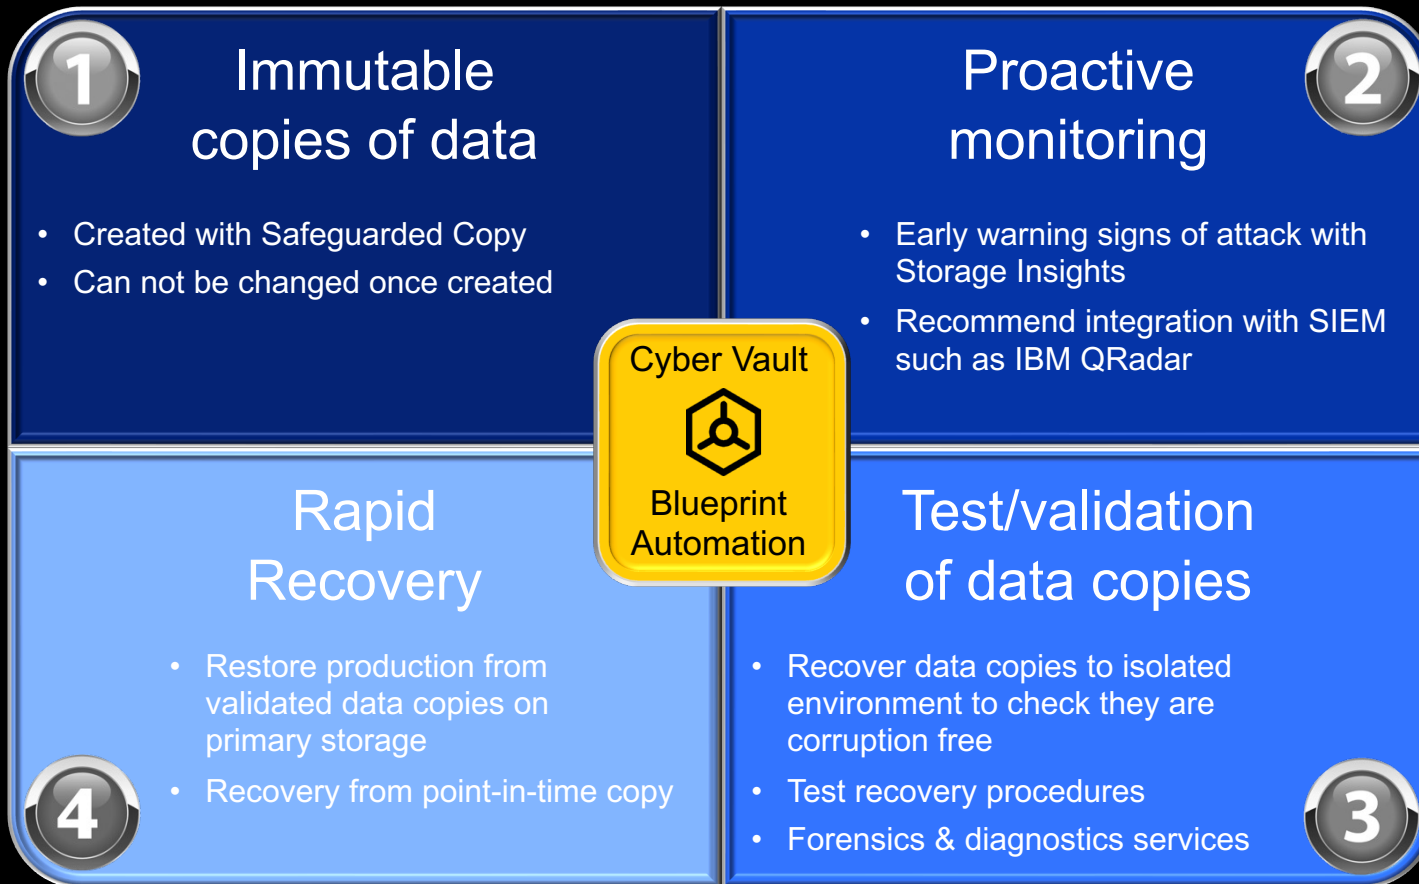 1
Immutable
copies of data
• Created with Safeguarded Copy
• Can not be changed once created
2
Proactive
monitoring
• Early warning signs of attack with
Storage Insights
• Recommend integration with SIEM
such as IBM QRadar
Cyber Vault
Blueprint
Automation
Test/validation
of data copies
• Recover data copies to isolated
environment to check they are
corruption free
• Test recovery procedures
• Forensics & diagnostics services
3
Rapid
Recovery
• Restore production from
validated data copies on
primary storage
• Recovery from point-in-time copy
4